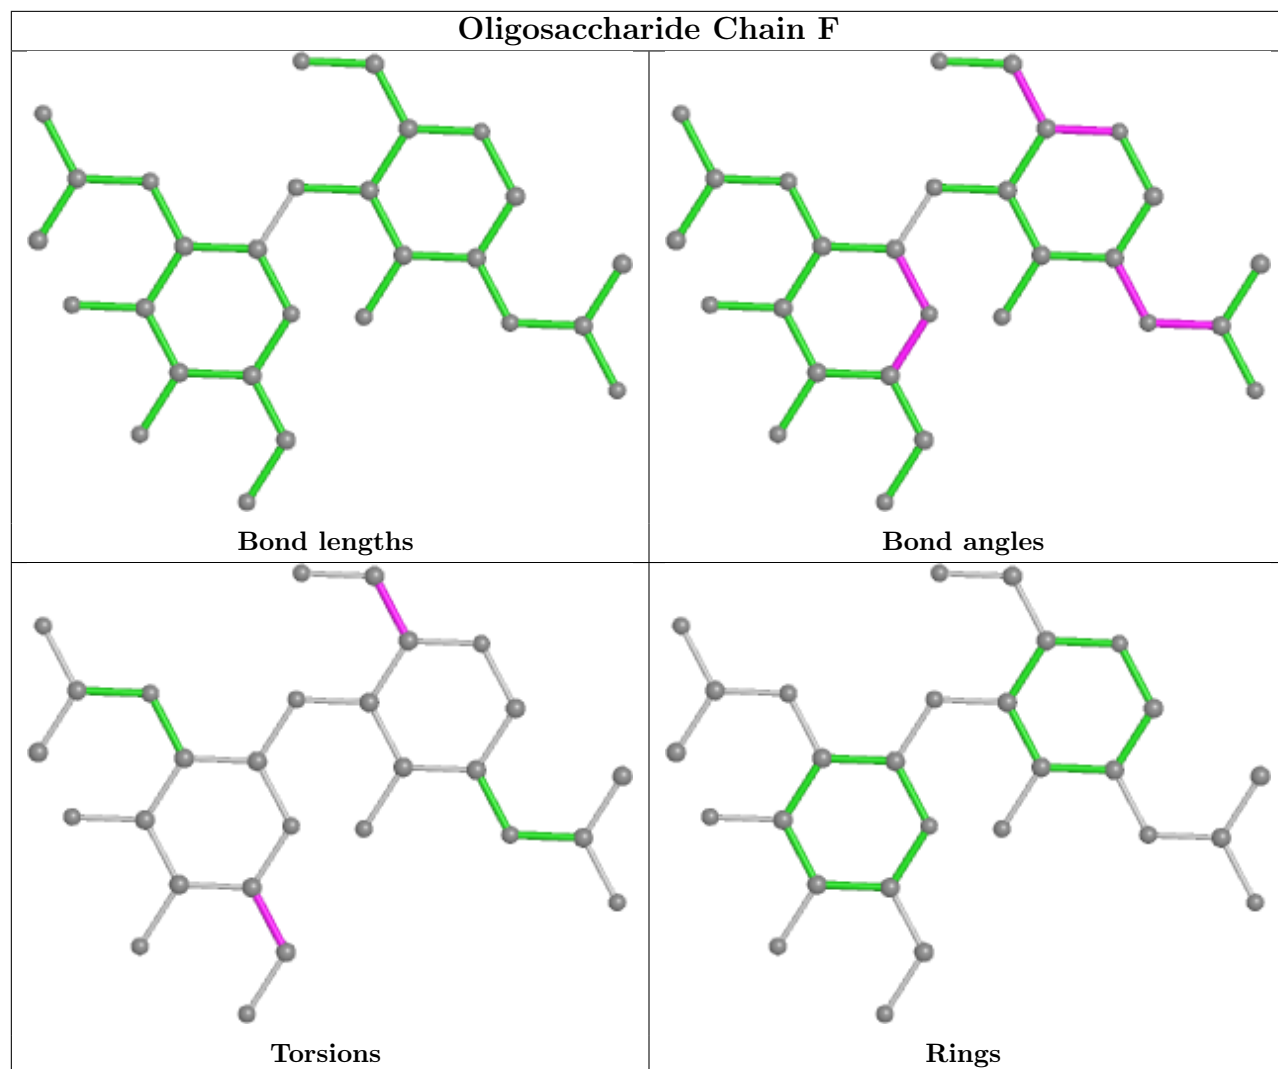 Oligosaccharide Chain F
Bond lengths
Bond angles
Torsions
Rings